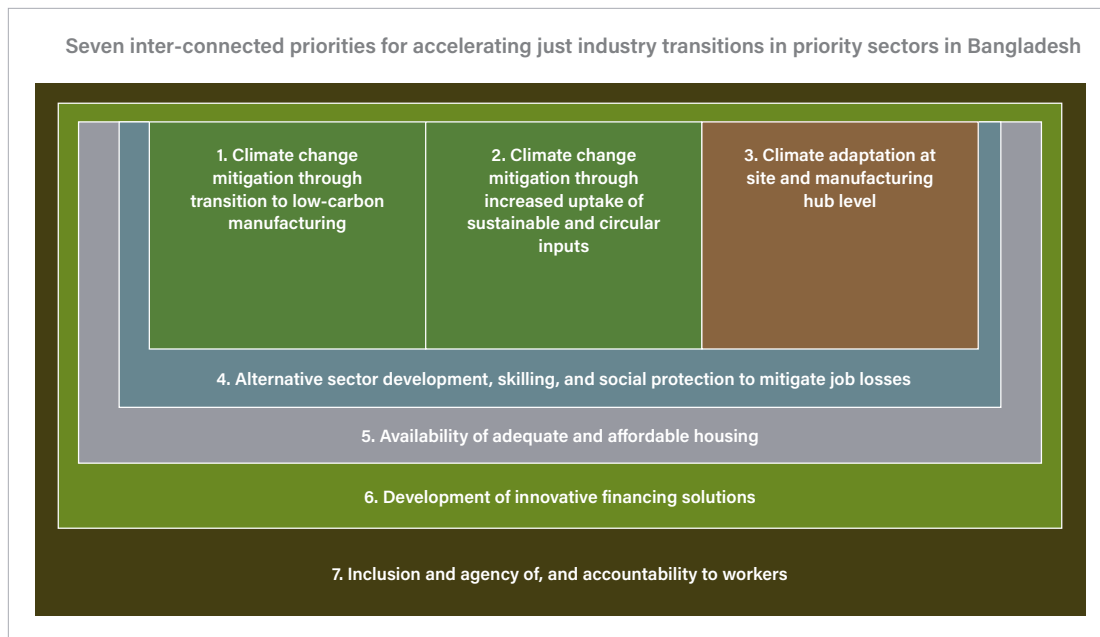 Seven inter-connected priorities for accelerating just industry transitions in priority sectors in Bangladesh
1. Climate change
mitigation through
transition to low-carbon
manufacturing
2. Climate change
mitigation through
increased uptake of
sustainable and circular
inputs
3. Climate adaptation at
site and manufacturing
hub level
4. Alternative sector development, skilling, and social protection to mitigate job losses
5. Availability of adequate and affordable housing
6. Development of innovative financing solutions
7. Inclusion and agency of, and accountability to workers